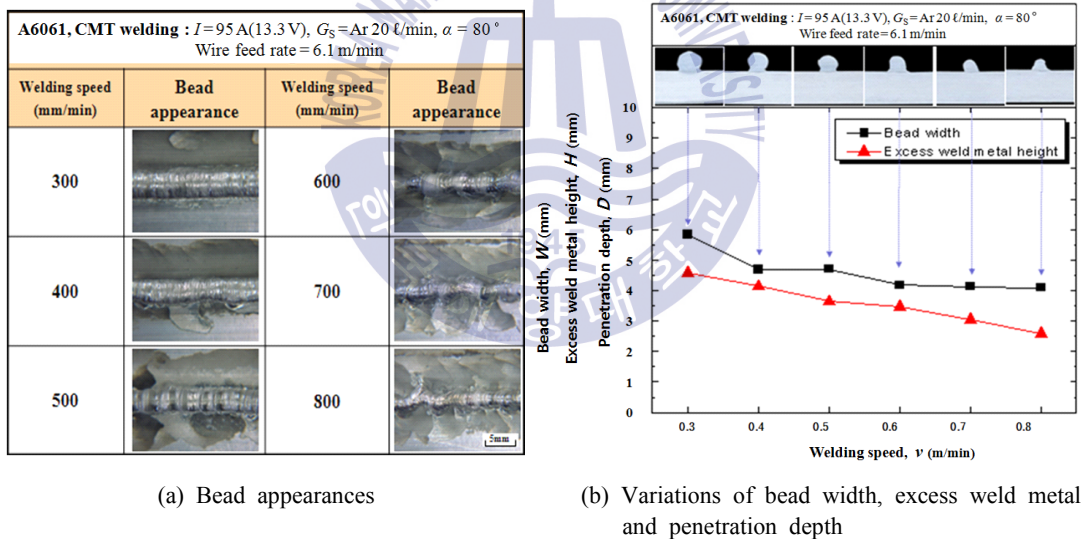 A6061, CMT welding : I=95 A(13.3 V), G_S=Ar 20 ℓ/min, α = 80°
Wire feed rate=6.1 m/min
Welding speed
(mm/min)
Bead
appearance
Welding speed
(mm/min)
Bead
appearance
300
600
400
700
500
800
5mm
(a) Bead appearances
A6061, CMT welding : I=95 A(13.3 V), G_S=Ar 20 ℓ/min, α = 80°
Wire feed rate=6.1 m/min
Bead width, W (mm)
Excess weld metal height, H (mm)
Penetration depth, D (mm)
10
9
8
7
6
5
4
3
2
1
0
Bead width
Excess weld metal height
0.3
0.4
0.5
0.6
0.7
0.8
Welding speed, v (m/min)
(b) Variations of bead width, excess weld metal
and penetration depth
1945